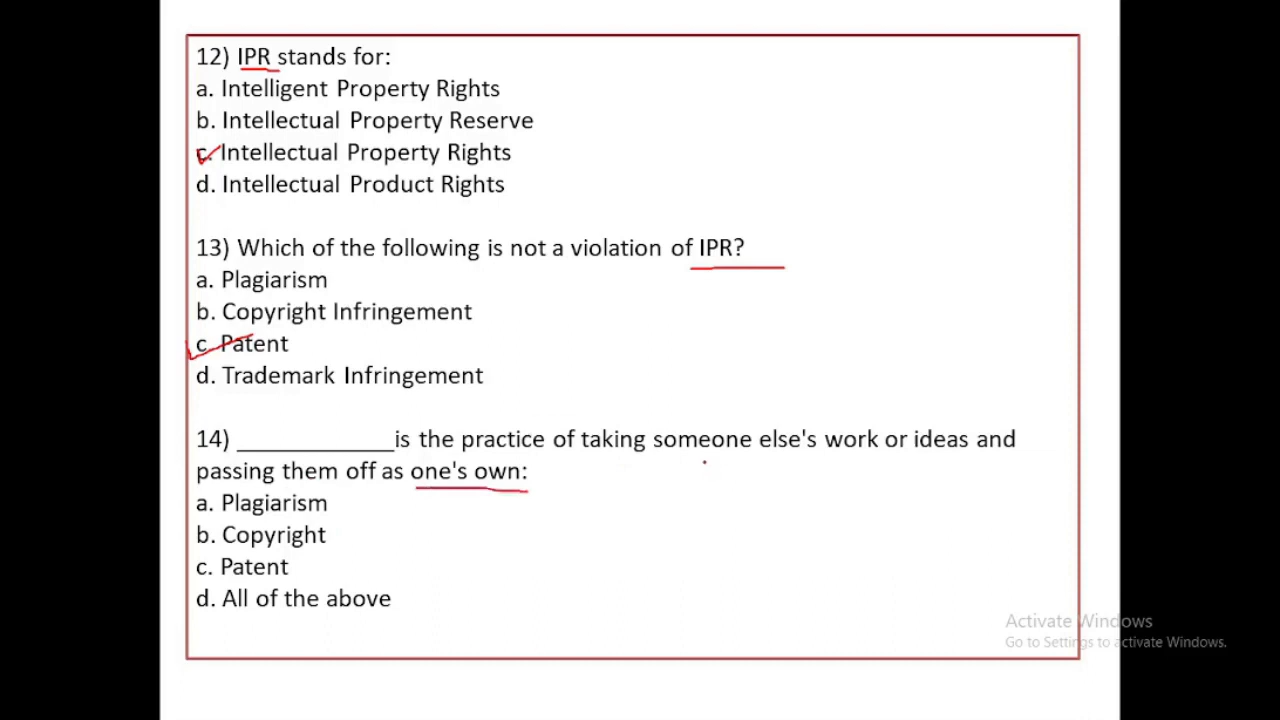 12) IPR stands for:
a. Intelligent Property Rights
b. Intellectual Property Reserve
c. Intellectual Property Rights
d. Intellectual Product Rights
13) Which of the following is not a violation of IPR?
a. Plagiarism
b. Copyright Infringement
c. Patent
d. Trademark Infringement
14) ____________is the practice of taking someone else's work or ideas and
passing them off as one's own:
a. Plagiarism
b. Copyright
c. Patent
d. All of the above
Activate Windows
Go to Settings to activate Windows.